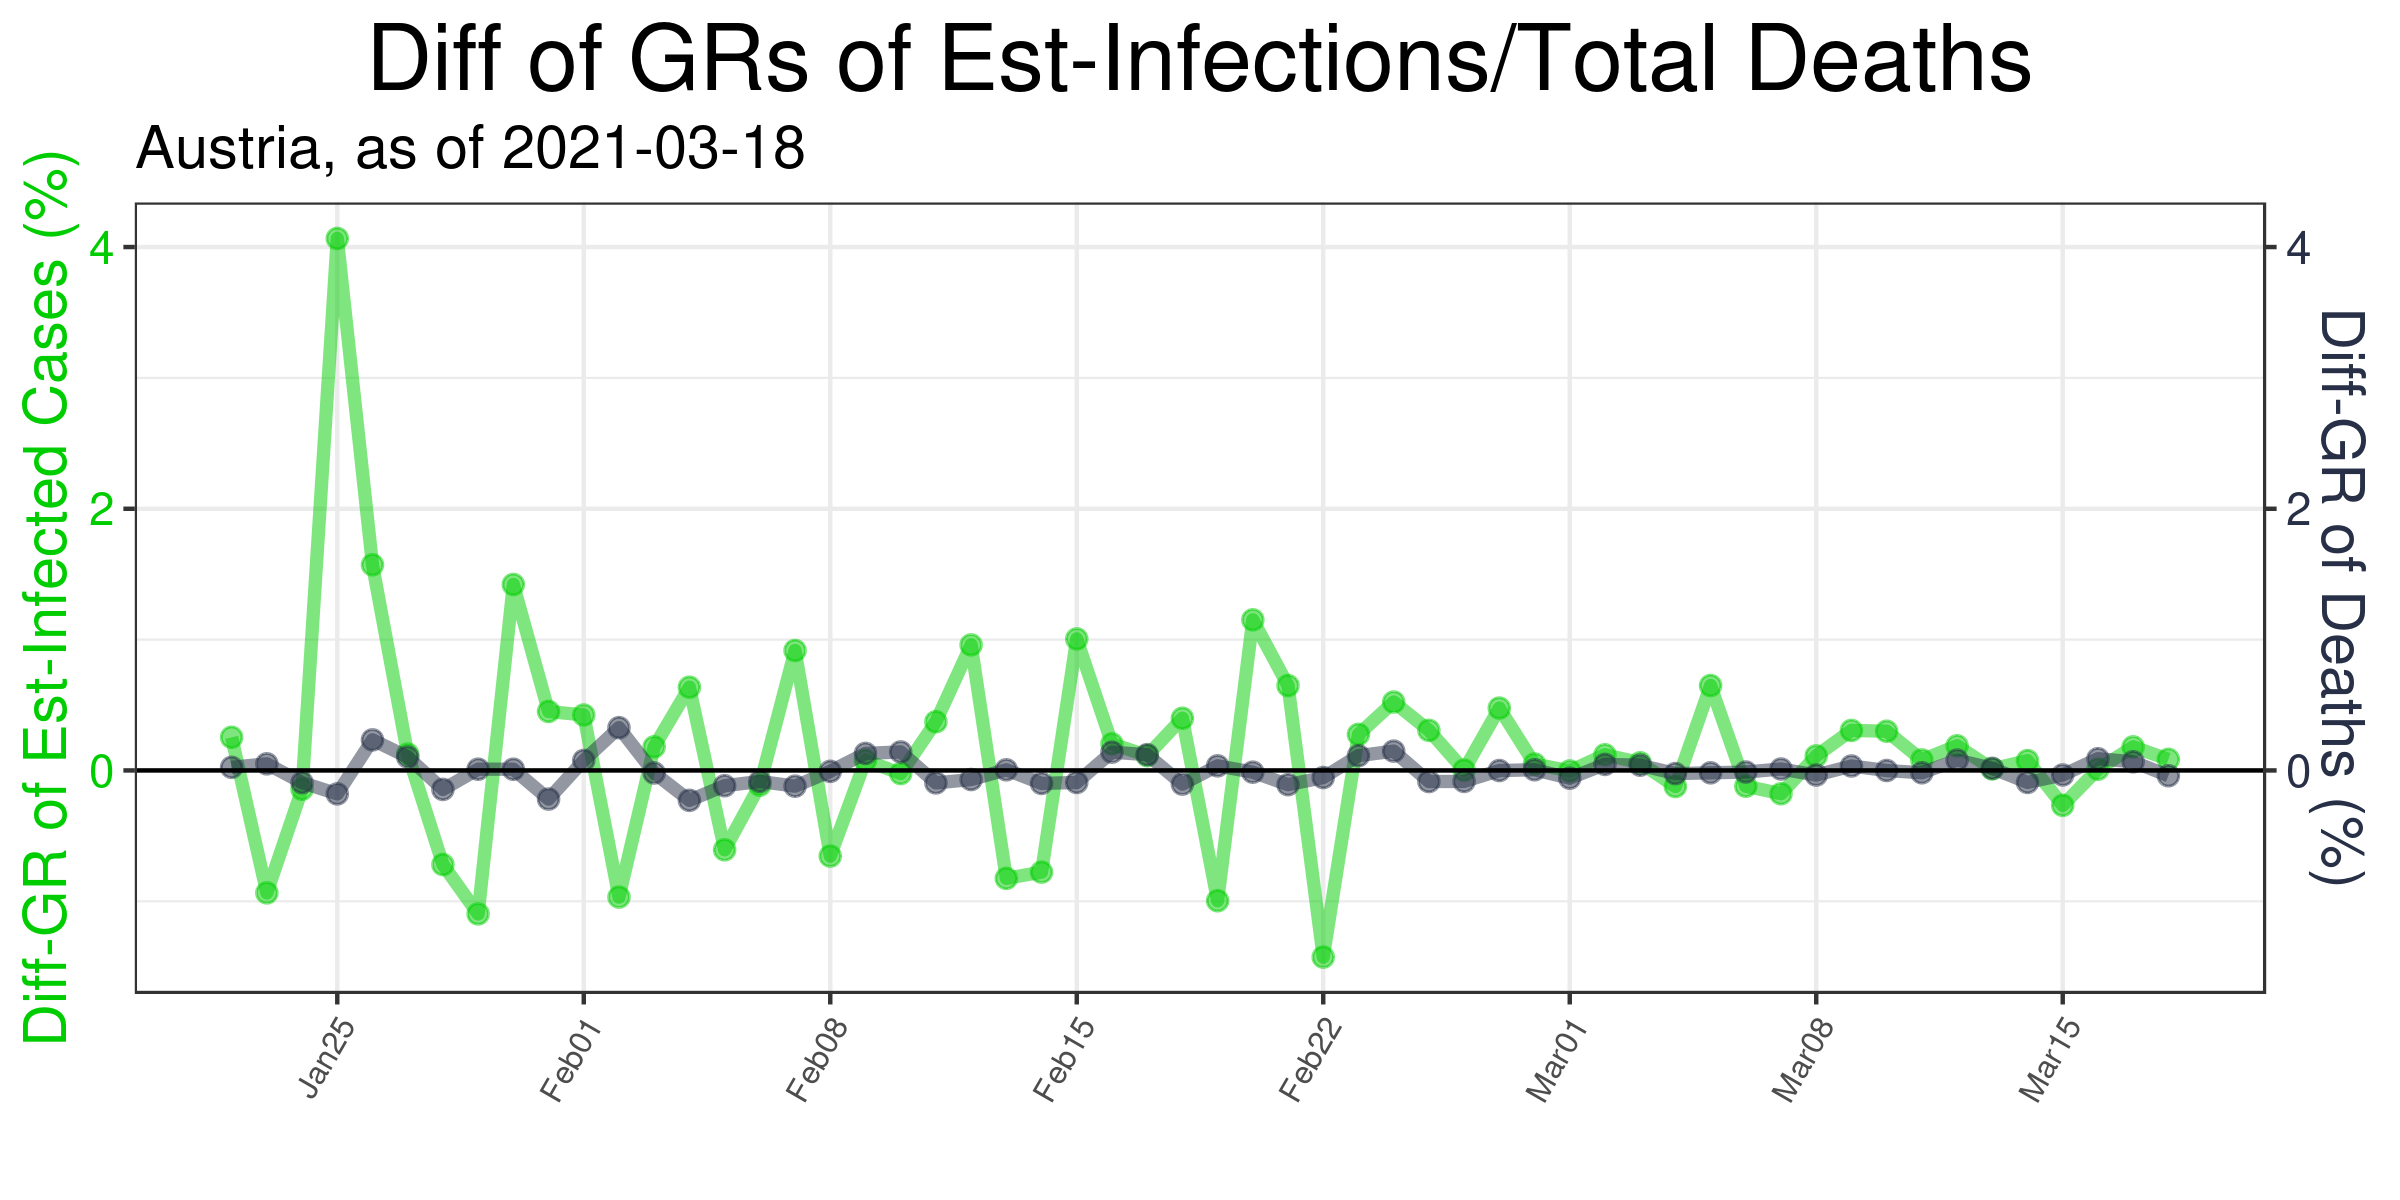 Diff of GRs of Est-Infections/Total Deaths
Austria, as of 2021-03-18
Diff-GR of Est-Infected Cases (%)
4
2
0
4
2
0
Diff-GR of Deaths (%)
Jan25
Feb01
Feb08
Feb15
Feb22
Mar01
Mar08
Mar15